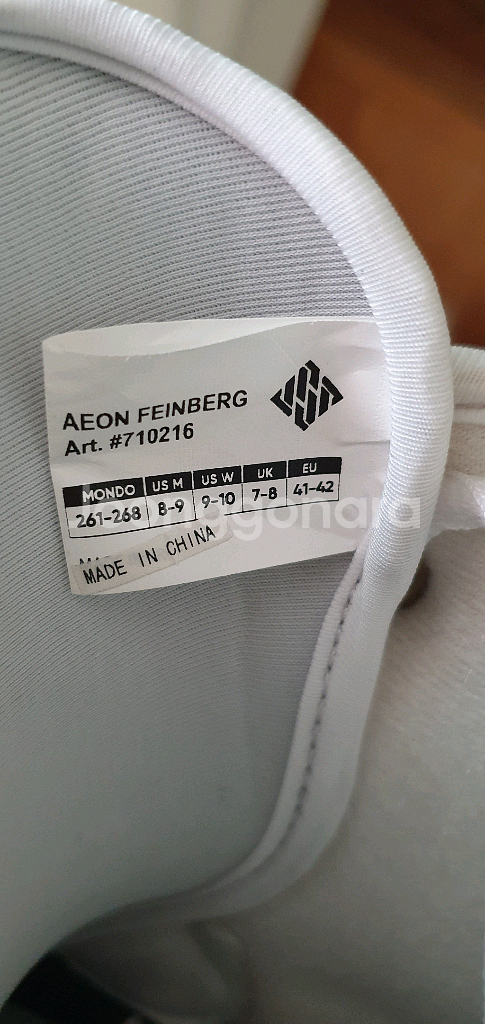 AEON FEINBERG
Art. #710216
MONDO US M US W UK EU
261-268 8-9 9-10 7-8 41-42
joonggonara
MADE IN CHINA